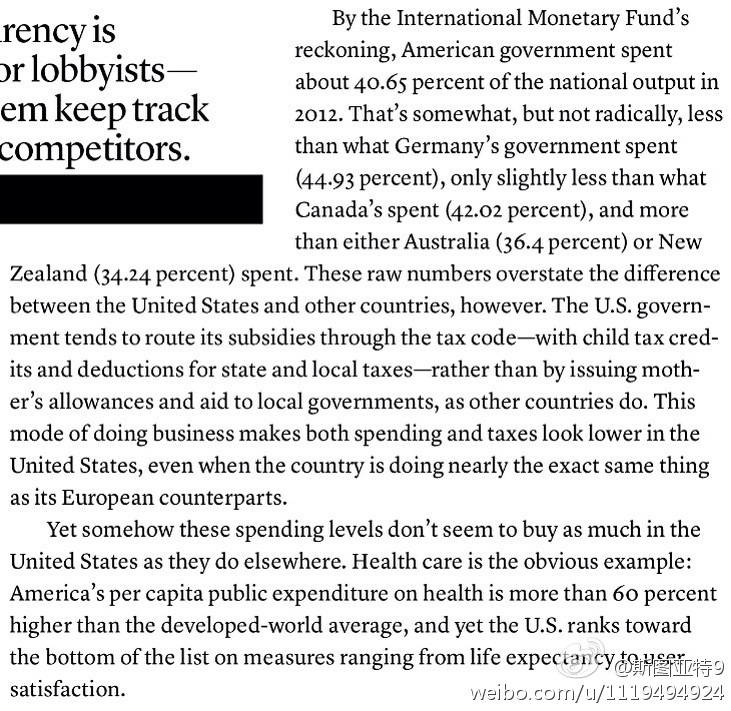 rency is
or lobbyists—
em keep track
competitors.
By the International Monetary Fund’s
reckoning, American government spent
about 40.65 percent of the national output in
2012. That’s somewhat, but not radically, less
than what Germany’s government spent
(44.93 percent), only slightly less than what
Canada’s spent (42.02 percent), and more
than either Australia (36.4 percent) or New
Zealand (34.24 percent) spent. These raw numbers overstate the difference
between the United States and other countries, however. The U.S. govern-
ment tends to route its subsidies through the tax code—with child tax cred-
its and deductions for state and local taxes—rather than by issuing moth-
er’s allowances and aid to local governments, as other countries do. This
mode of doing business makes both spending and taxes look lower in the
United States, even when the country is doing nearly the exact same thing
as its European counterparts.
Yet somehow these spending levels don’t seem to buy as much in the
United States as they do elsewhere. Health care is the obvious example:
America’s per capita public expenditure on health is more than 60 percent
higher than the developed-world average, and yet the U.S. ranks toward
the bottom of the list on measures ranging from life expectancy to user
satisfaction.
@斯图亚特9
weibo.com/u/1119494924